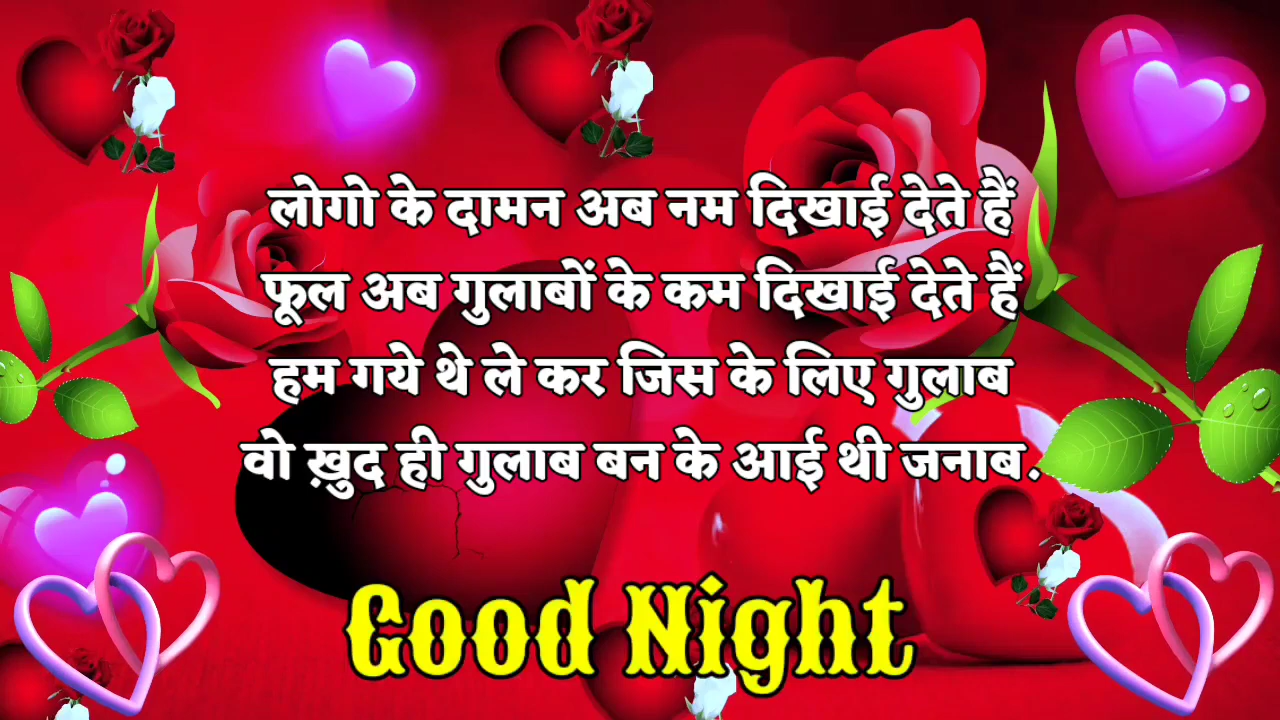 लोगो के दामन अब नम दिखाई देते हैं
फूल अब गुलाबों के कम दिखाई देते हैं
हम गये थे ले कर जिस के लिए गुलाब
वो ख़ुद ही गुलाब बन के आई थी जनाब.
Good Night